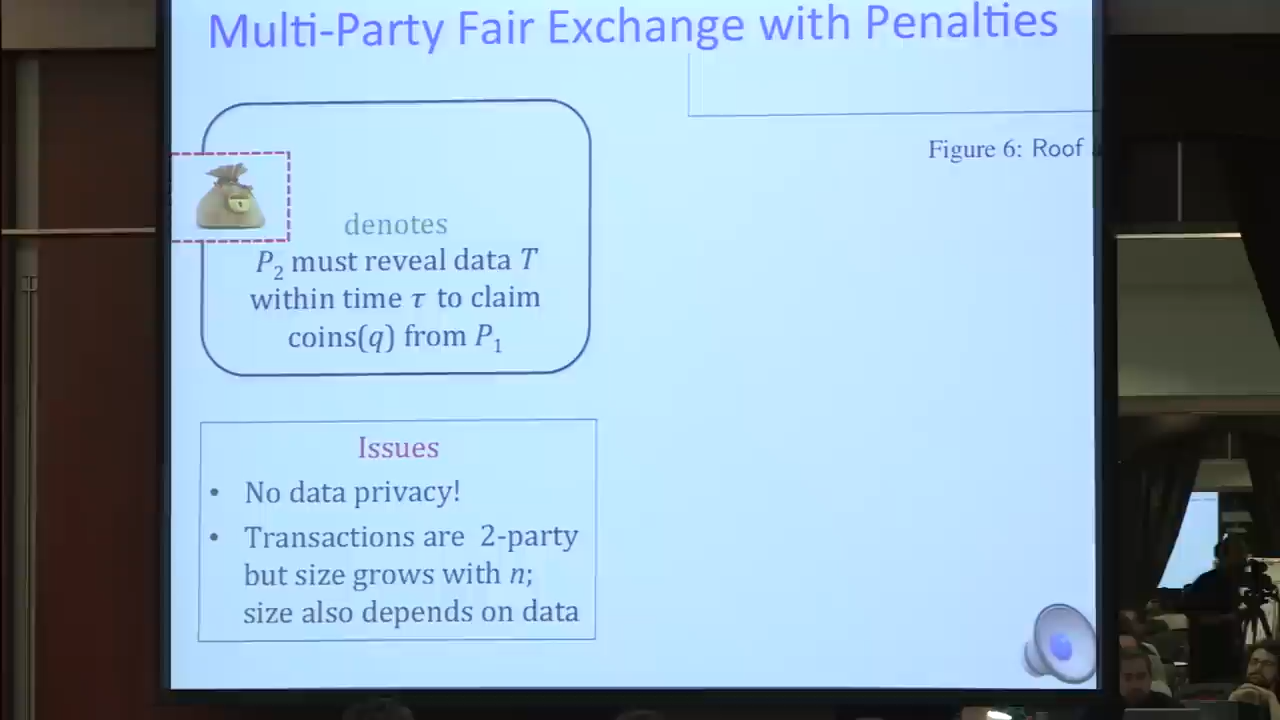 Multi-Party Fair Exchange with Penalties
Figure 6: Roof
denotes
P₂ must reveal data T
within time τ to claim
coins(q) from P₁
Issues
• No data privacy!
• Transactions are 2-party
but size grows with n;
size also depends on data